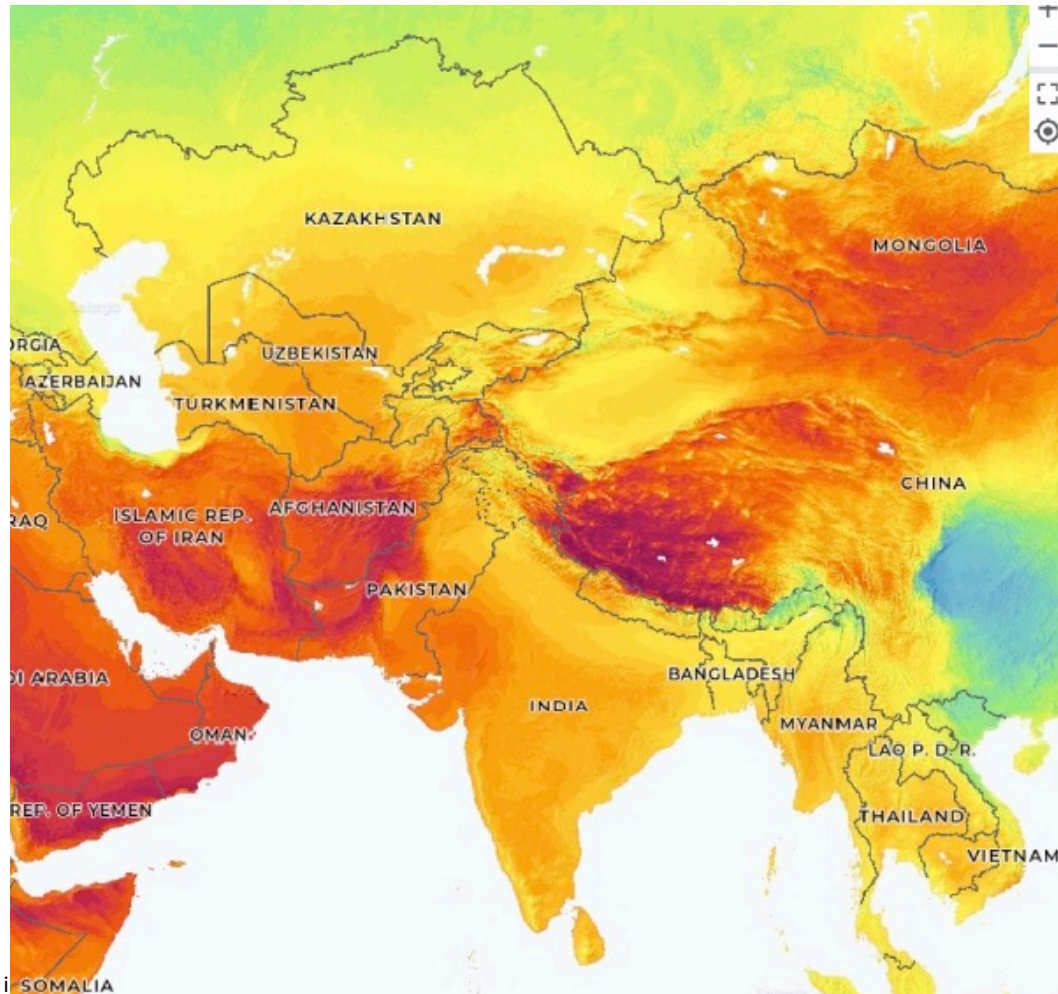 +
−
KAZAKHSTAN
MONGOLIA
ORGIA
UZBEKISTAN
AZERBAIJAN
TURKMENISTAN
CHINA
AFGHANISTAN
ISLAMIC REP.
OF IRAN
RAQ
PAKISTAN
BANGLADESH
DI ARABIA
INDIA
MYANMAR
OMAN
LAO P. D. R.
REP. OF YEMEN
THAILAND
VIETNAM
i SOMALIA